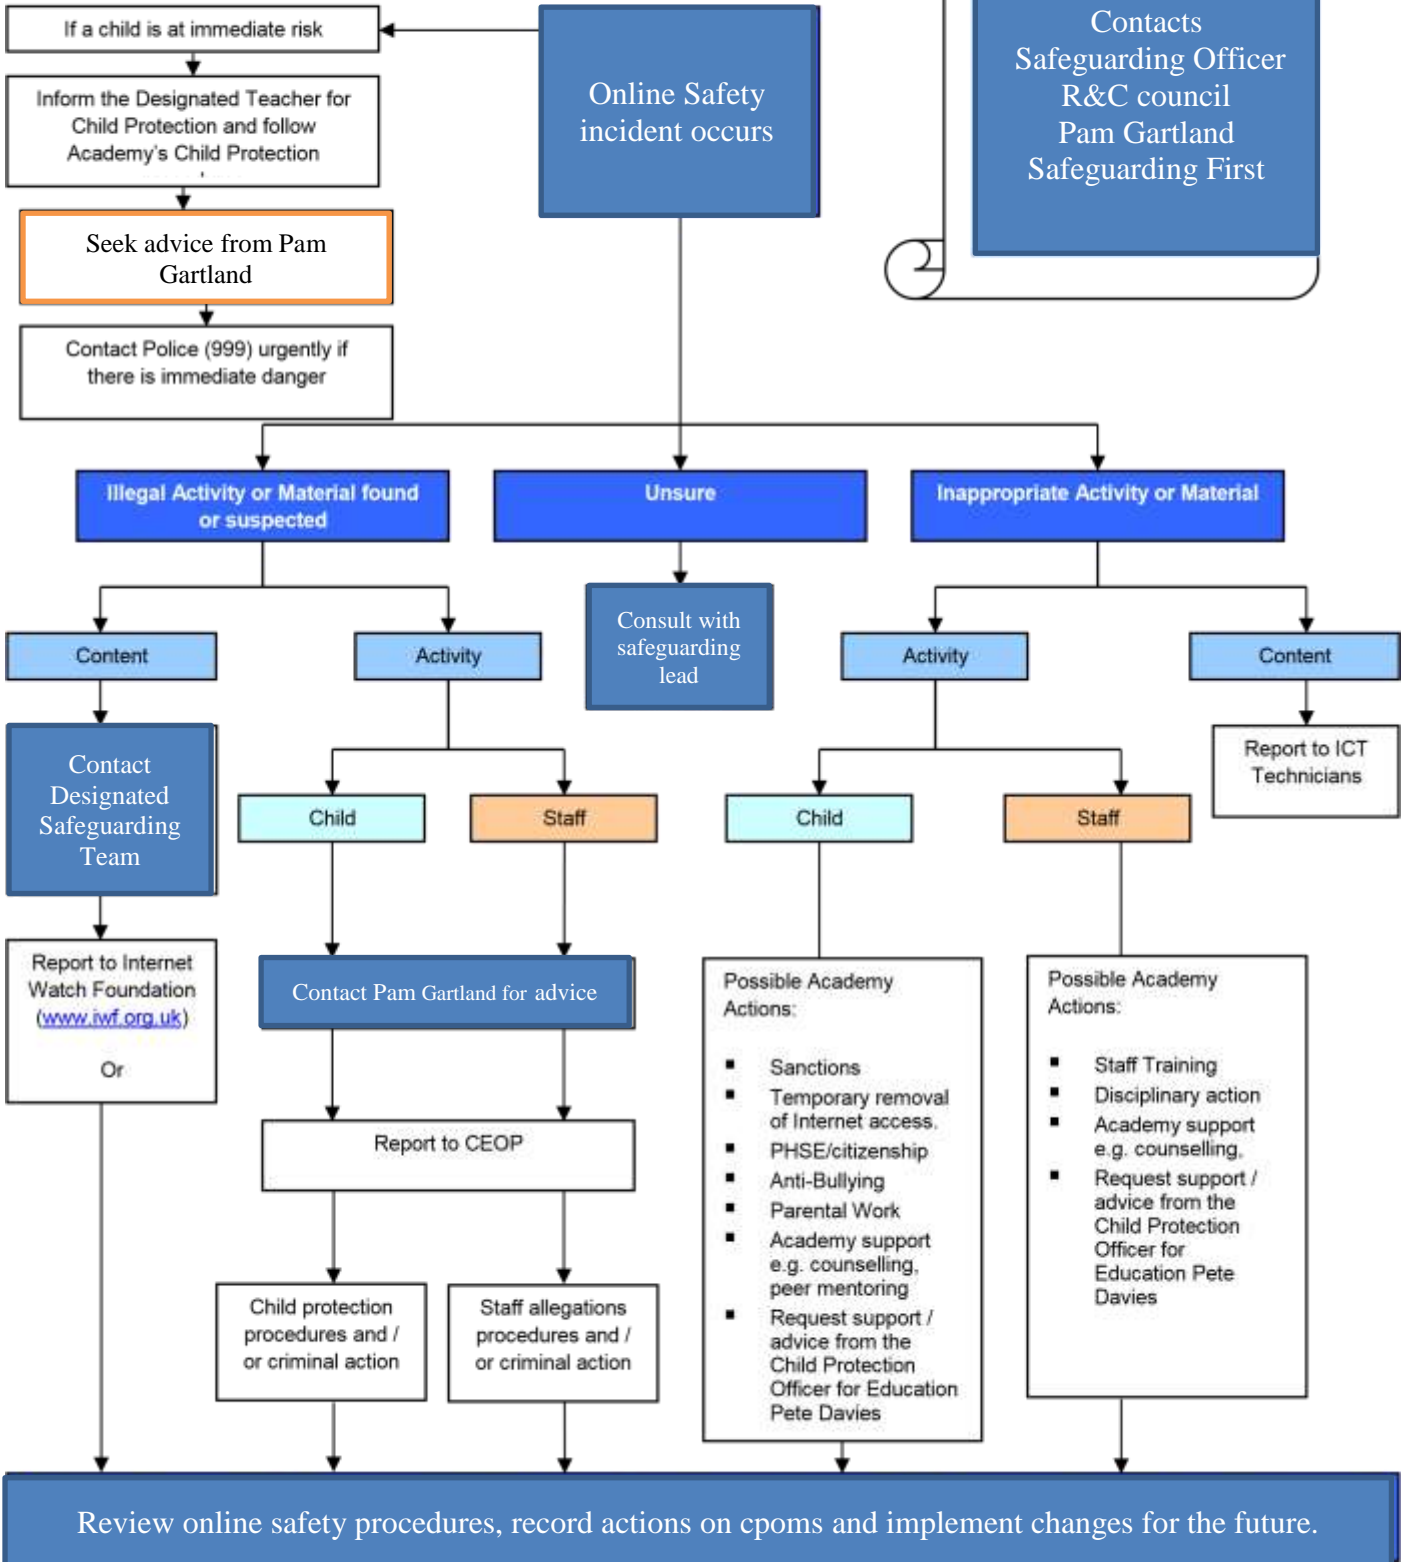 If a child is at immediate risk
Inform the Designated Teacher for
Child Protection and follow
Academy's Child Protection
Seek advice from Pam
Gartland
Contact Police (999) urgently if
there is immediate danger
Online Safety
incident occurs
Contacts
Safeguarding Officer
R&C council
Pam Gartland
Safeguarding First
Illegal Activity or Material found
or suspected
Unsure
Inappropriate Activity or Material
Content
Activity
Consult with
safeguarding
lead
Activity
Content
Contact
Designated
Safeguarding
Team
Child
Staff
Child
Staff
Report to ICT
Technicians
Report to Internet
Watch Foundation
(www.iwf.org.uk)
Or
Contact Pam Gartland for advice
Report to CEOP
Child protection
procedures and /
or criminal action
Staff allegations
procedures and /
or criminal action
Possible Academy
Actions:
▪ Sanctions
▪ Temporary removal
of Internet access.
▪ PHSE/citizenship
▪ Anti-Bullying
▪ Parental Work
▪ Academy support
e.g. counselling,
peer mentoring
▪ Request support /
advice from the
Child Protection
Officer for Education
Pete Davies
Possible Academy
Actions:
▪ Staff Training
▪ Disciplinary action
▪ Academy support
e.g. counselling,
▪ Request support /
advice from the
Child Protection
Officer for
Education Pete
Davies
Review online safety procedures, record actions on cpoms and implement changes for the future.